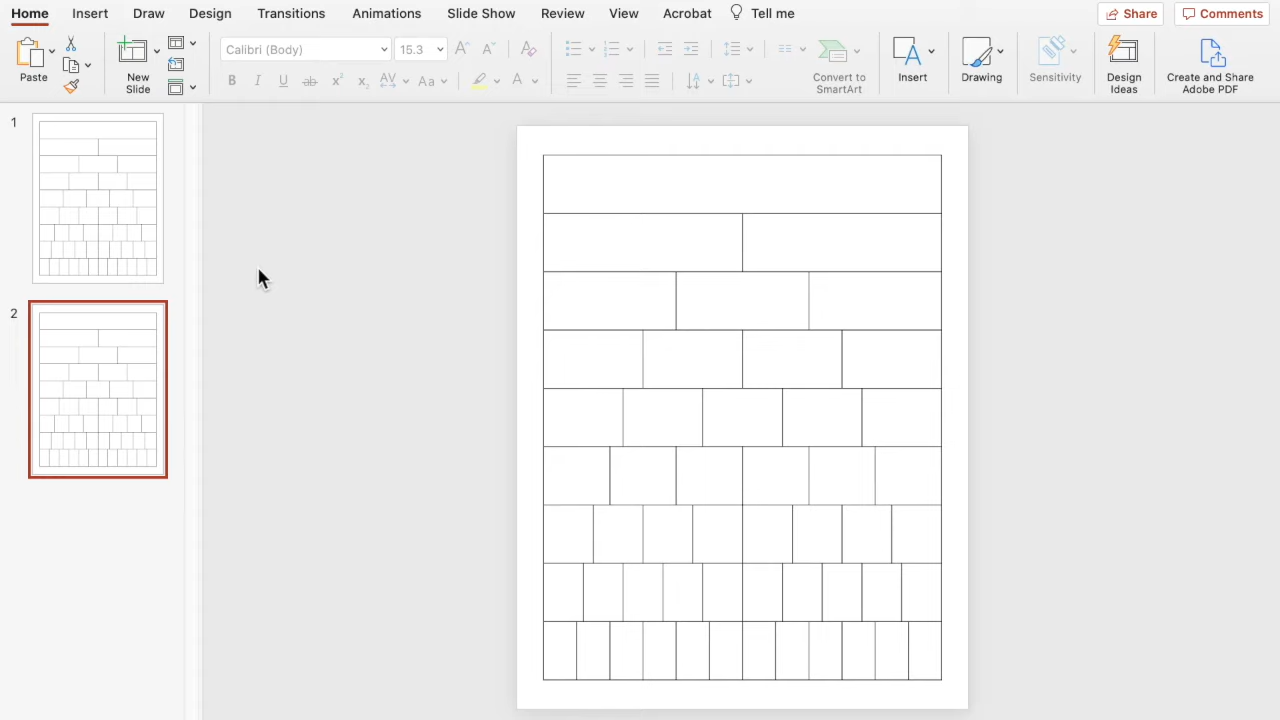 Home Insert Draw Design Transitions Animations Slide Show Review View Acrobat Tell me Share Comments
Calibri (Body) 15.3
Paste New Slide Convert to SmartArt Insert Drawing Sensitivity Design Ideas Create and Share Adobe PDF
1
2